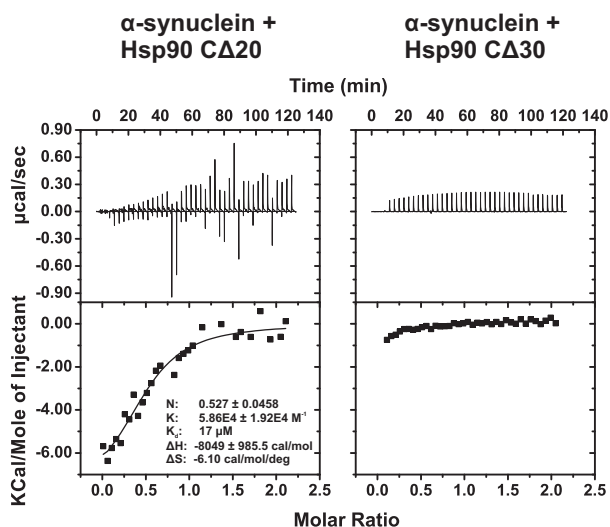 α-synuclein +
Hsp90 CΔ20
α-synuclein +
Hsp90 CΔ30
Time (min)
0 20 40 60 80 100 120 140
0 20 40 60 80 100 120 140
µcal/sec
0.90
0.60
0.30
0.00
-0.30
-0.60
-0.90
KCal/Mole of Injectant
0.00
-2.00
-4.00
-6.00
N: 0.527 ± 0.0458
K: 5.86E4 ± 1.92E4 M⁻¹
Kd: 17 µM
ΔH: -8049 ± 985.5 cal/mol
ΔS: -6.10 cal/mol/deg
0.0 0.5 1.0 1.5 2.0 2.5
0.0 0.5 1.0 1.5 2.0 2.5
Molar Ratio